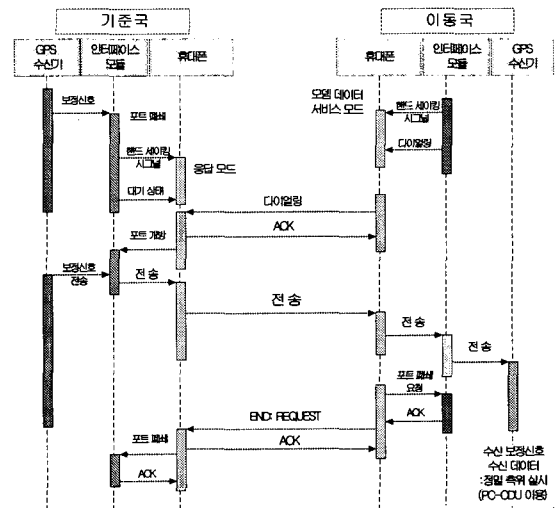 기준국
이동국
GPS
수신기
인터페이스
모듈
휴대폰
휴대폰
인터페이스
모듈
GPS
수신기
보정신호
포트 폐쇄
모뎀 데이터
서비스 모드
핸드 셰이킹
시그널
핸드 셰이킹
시그널
다이얼링
응답 모드
대기 상태
다이얼링
ACK
포트 개방
보정신호
전송
전 송
전 송
전 송
전 송
포트 폐쇄
요청
ACK
END: REQUEST
포트 폐쇄
ACK
ACK
수신 보정신호
수신 데이터
:정밀 측위 실시
(PC-CDU 이용)